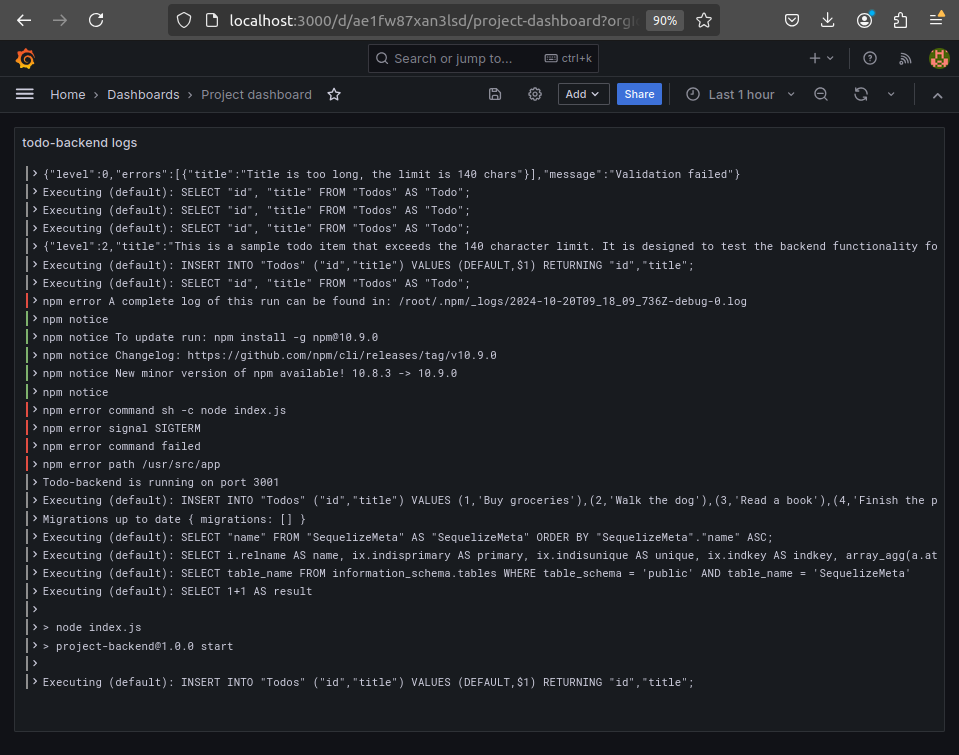 localhost:3000/d/ae1fw87xan3lsd/project-dashboard?orgI
90%
Search or jump to...
ctrl+k
Home › Dashboards › Project dashboard
Add
Share
Last 1 hour
todo-backend logs
{"level":0,"errors":[{"title":"Title is too long, the limit is 140 chars"}],"message":"Validation failed"}
Executing (default): SELECT "id", "title" FROM "Todos" AS "Todo";
Executing (default): SELECT "id", "title" FROM "Todos" AS "Todo";
Executing (default): SELECT "id", "title" FROM "Todos" AS "Todo";
{"level":2,"title":"This is a sample todo item that exceeds the 140 character limit. It is designed to test the backend functionality fo
Executing (default): INSERT INTO "Todos" ("id","title") VALUES (DEFAULT,$1) RETURNING "id","title";
Executing (default): SELECT "id", "title" FROM "Todos" AS "Todo";
npm error A complete log of this run can be found in: /root/.npm/_logs/2024-10-20T09_18_09_736Z-debug-0.log
npm notice
npm notice To update run: npm install -g npm@10.9.0
npm notice Changelog: https://github.com/npm/cli/releases/tag/v10.9.0
npm notice New minor version of npm available! 10.8.3 -> 10.9.0
npm notice
npm error command sh -c node index.js
npm error signal SIGTERM
npm error command failed
npm error path /usr/src/app
Todo-backend is running on port 3001
Executing (default): INSERT INTO "Todos" ("id","title") VALUES (1,'Buy groceries'),(2,'Walk the dog'),(3,'Read a book'),(4,'Finish the p
Migrations up to date { migrations: [] }
Executing (default): SELECT "name" FROM "SequelizeMeta" AS "SequelizeMeta" ORDER BY "SequelizeMeta"."name" ASC;
Executing (default): SELECT i.relname AS name, ix.indisprimary AS primary, ix.indisunique AS unique, ix.indkey AS indkey, array_agg(a.at
Executing (default): SELECT table_name FROM information_schema.tables WHERE table_schema = 'public' AND table_name = 'SequelizeMeta'
Executing (default): SELECT 1+1 AS result
> node index.js
> project-backend@1.0.0 start
Executing (default): INSERT INTO "Todos" ("id","title") VALUES (DEFAULT,$1) RETURNING "id","title";